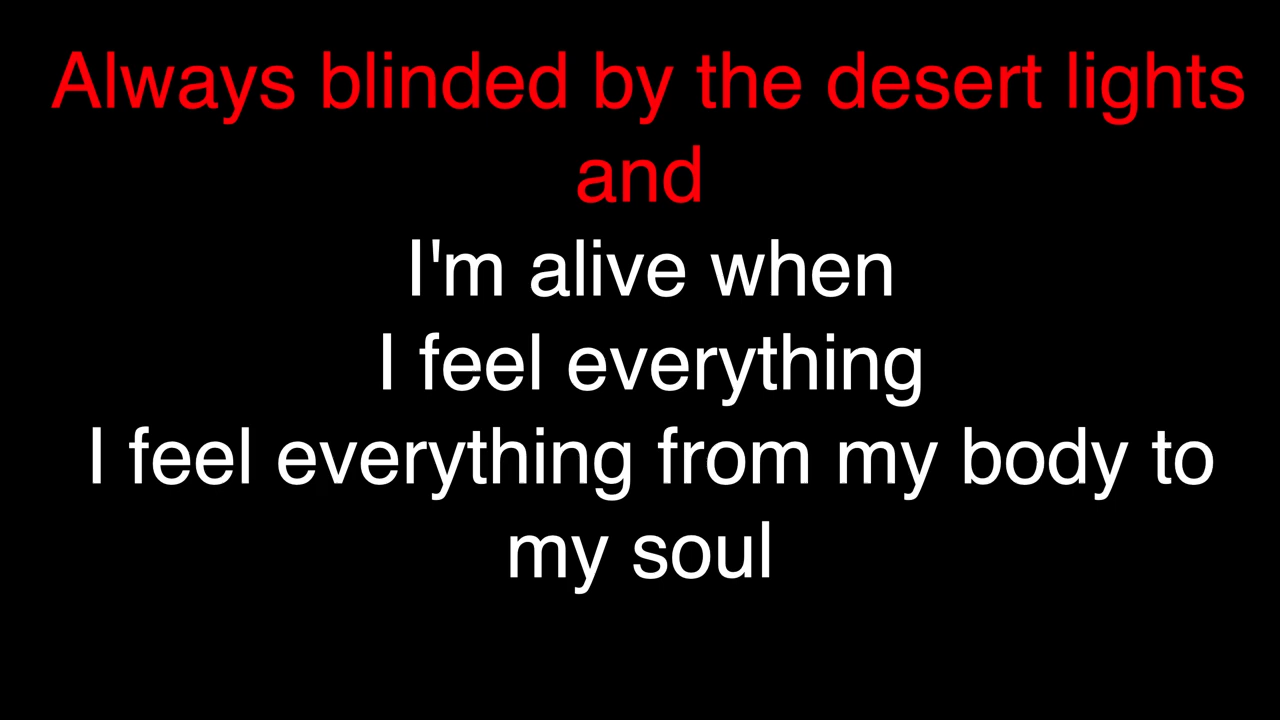 Always blinded by the desert lights
and
I'm alive when
I feel everything
I feel everything from my body to
my soul